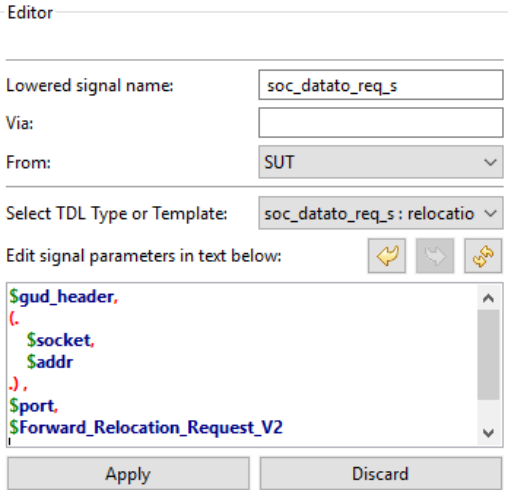 Editor
Lowered signal name: soc_datato_req_s
Via:
From: SUT
Select TDL Type or Template: soc_datato_req_s : relocatio
Edit signal parameters in text below:
$gud_header,
(.
$socket,
$addr
.) ,
$port,
$Forward_Relocation_Request_V2
Apply Discard